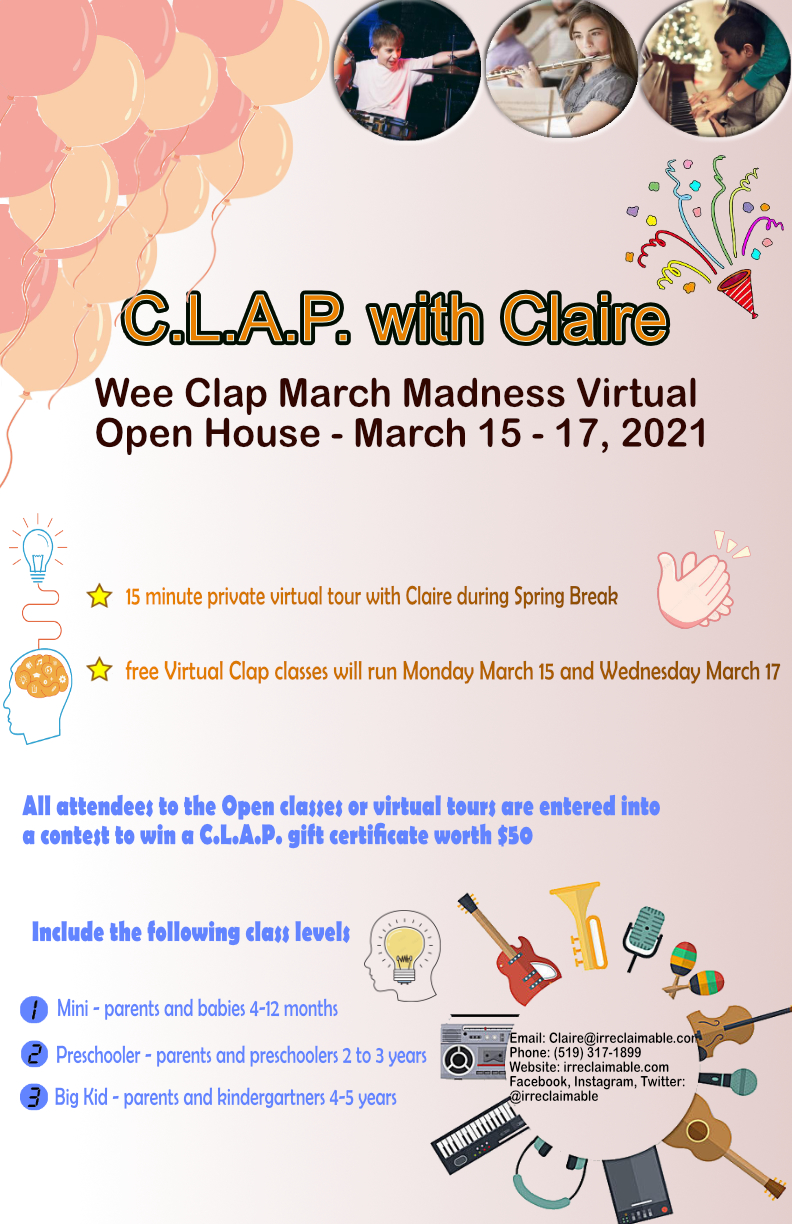 C.L.A.P. with Claire
Wee Clap March Madness Virtual
Open House - March 15 - 17, 2021
15 minute private virtual tour with Claire during Spring Break
free Virtual Clap classes will run Monday March 15 and Wednesday March 17
All attendees to the Open classes or virtual tours are entered into
a contest to win a C.L.A.P. gift certificate worth $50
Include the following class levels
1 Mini - parents and babies 4-12 months
2 Preschooler - parents and preschoolers 2 to 3 years
3 Big Kid - parents and kindergartners 4-5 years
Email: Claire@irreclaimable.com
Phone: (519) 317-1899
Website: irreclaimable.com
Facebook, Instagram, Twitter:
@irreclaimable